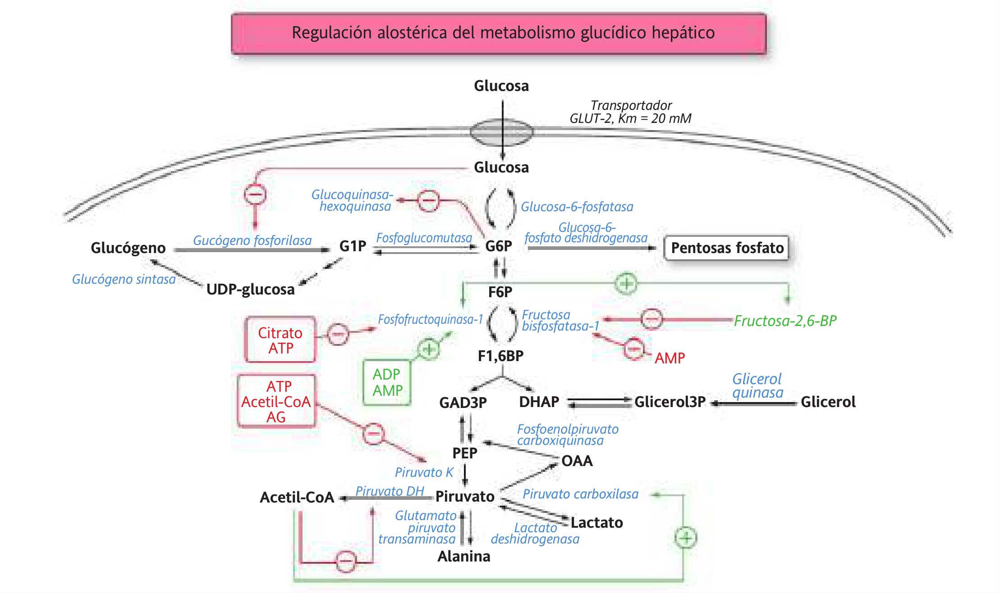 Regulación alostérica del metabolismo glucídico hepático
Glucosa
Transportador
GLUT-2, Km = 20 mM
Glucosa
Glucoquinasa-
hexoquinasa
Glucosa-6-fosfatasa
Glucosa-6-
fosfato deshidrogenasa
Gucógeno fosforilasa
Fosfoglucomutasa
Glucógeno
G1P
G6P
Pentosas fosfato
Glucógeno sintasa
UDP-glucosa
F6P
Fosfofructoquinasa-1
Fructosa
bisfosfatasa-1
Fructosa-2,6-BP
Citrato
ATP
F1,6BP
AMP
ADP
AMP
ATP
Acetil-CoA
AG
Glicerol
quinasa
GAD3P
DHAP
Glicerol3P
Glicerol
Fosfoenolpiruvato
carboxiquinasa
PEP
OAA
Piruvato K
Acetil-CoA
Piruvato DH
Piruvato
Piruvato carboxilasa
Glutamato
piruvato
transaminasa
Lactato
Lactato
deshidrogenasa
Alanina